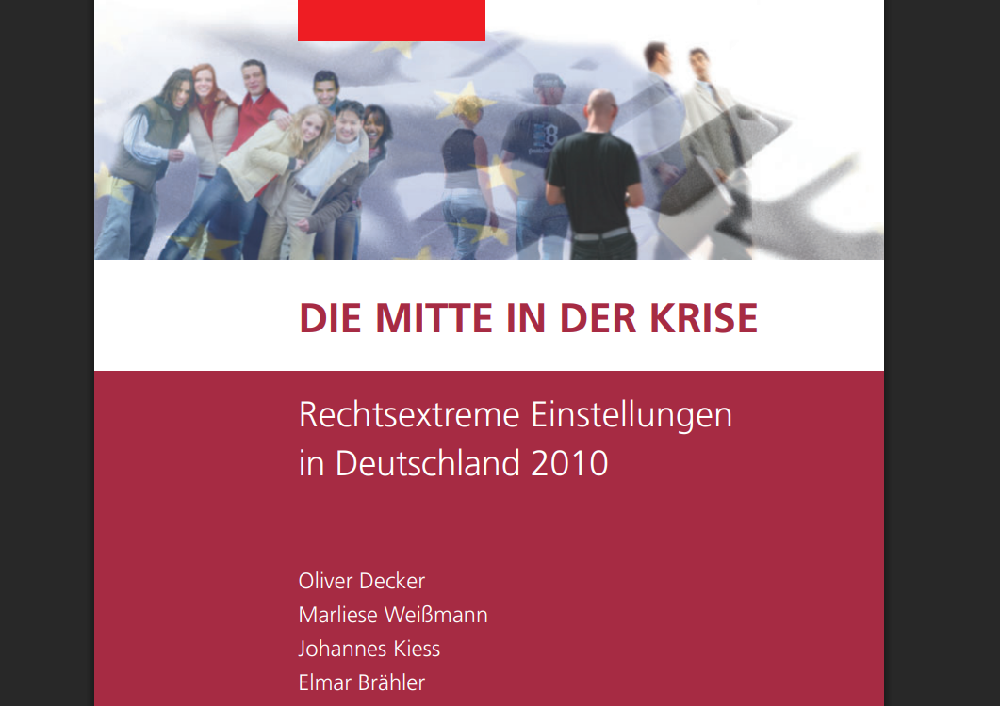 DIE MITTE IN DER KRISE
Rechtsextreme Einstellungen
in Deutschland 2010
Oliver Decker
Marliese Weißmann
Johannes Kiess
Elmar Brähler